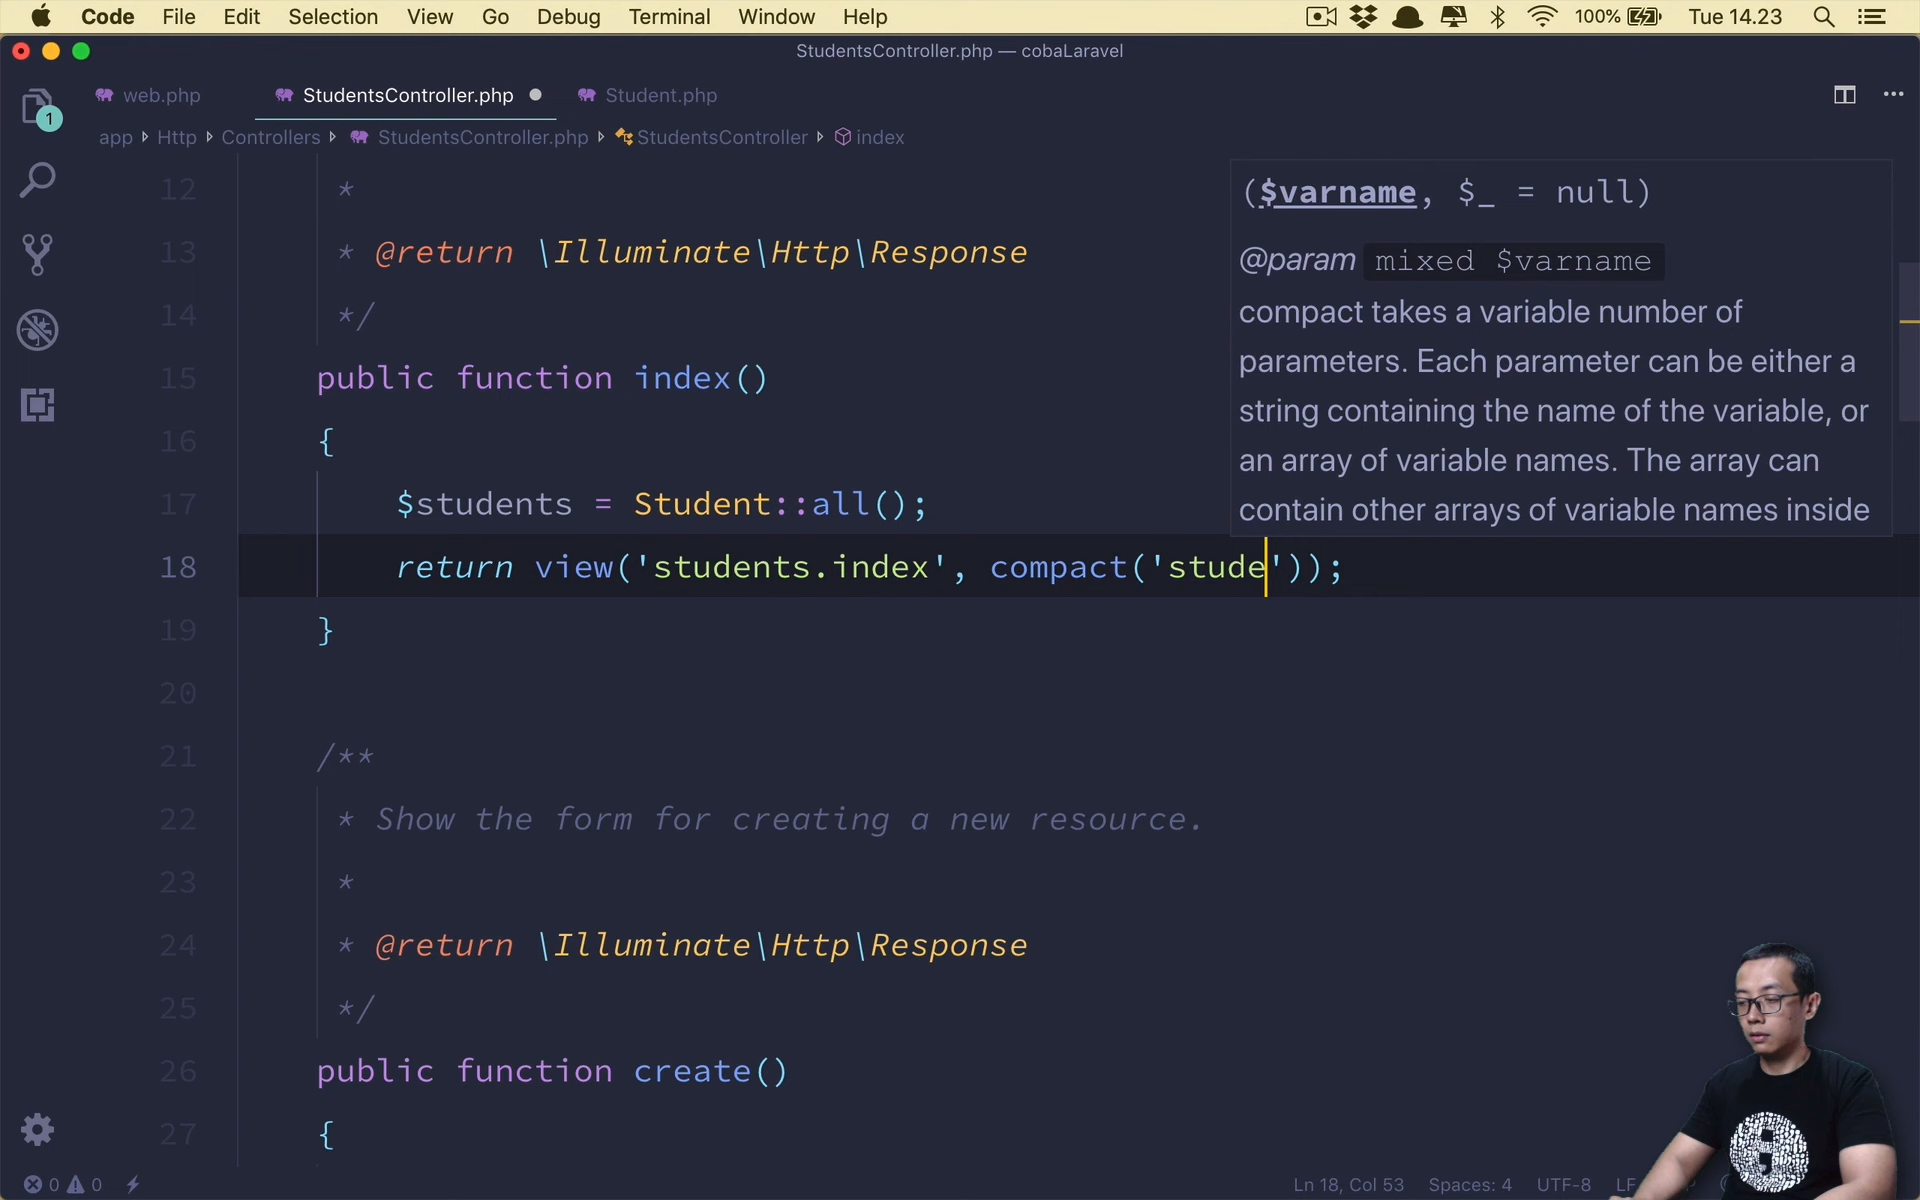 Code File Edit Selection View Go Debug Terminal Window Help 100% Tue 14.23
StudentsController.php — cobaLaravel
1
web.php StudentsController.php Student.php
app Http Controllers StudentsController.php StudentsController index
12 *
13 * @return \Illuminate\Http\Response
14 */
15 public function index()
16 {
17 $students = Student::all();
18 return view('students.index', compact('stude'));
19 }
20
21 /**
22 * Show the form for creating a new resource.
23 *
24 * @return \Illuminate\Http\Response
25 */
26 public function create()
27 {
($varname, $_ = null)
@param mixed $varname
compact takes a variable number of
parameters. Each parameter can be either a
string containing the name of the variable, or
an array of variable names. The array can
contain other arrays of variable names inside
0 0 Ln 18, Col 53 Spaces: 4 UTF-8 LF